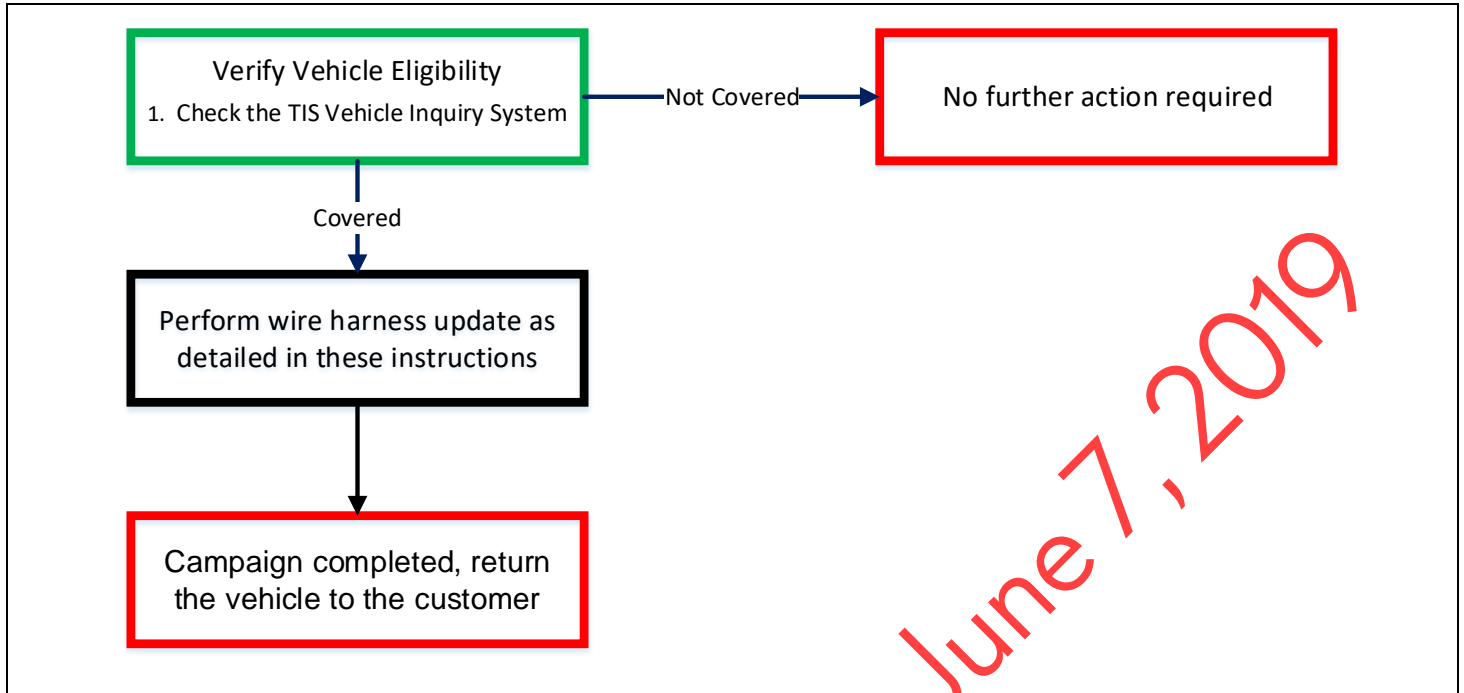 Verify Vehicle Eligibility
1. Check the TIS Vehicle Inquiry System
Not Covered
No further action required
Covered
Perform wire harness update as
detailed in these instructions
Campaign completed, return
the vehicle to the customer
June 7, 2019